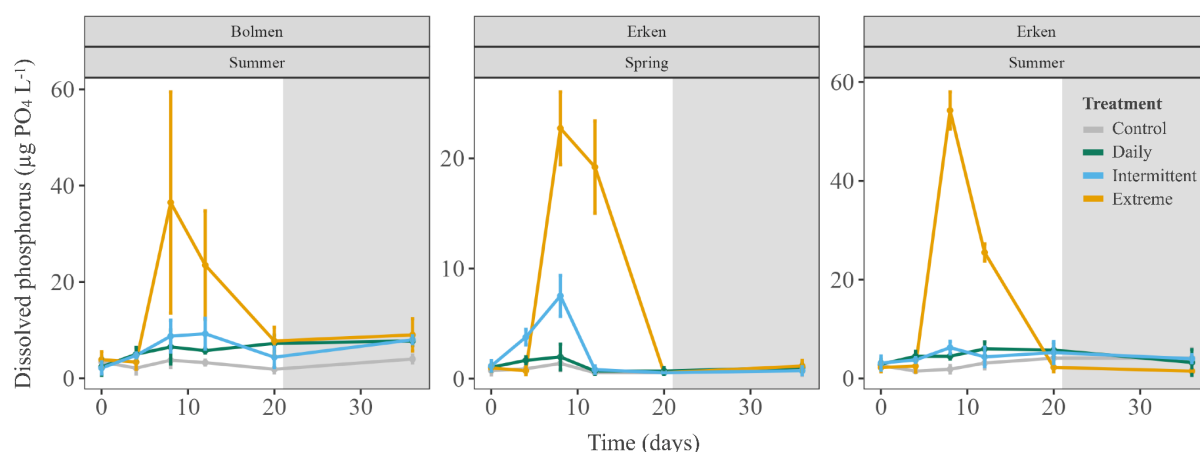 Bolmen
Summer
Erken
Spring
Erken
Summer
Dissolved phosphorus (µg PO₄ L⁻¹)
60
40
20
0
0 10 20 30
20
10
0
0 10 20 30
60
40
20
0
0 10 20 30
Treatment
Control
Daily
Intermittent
Extreme
Time (days)